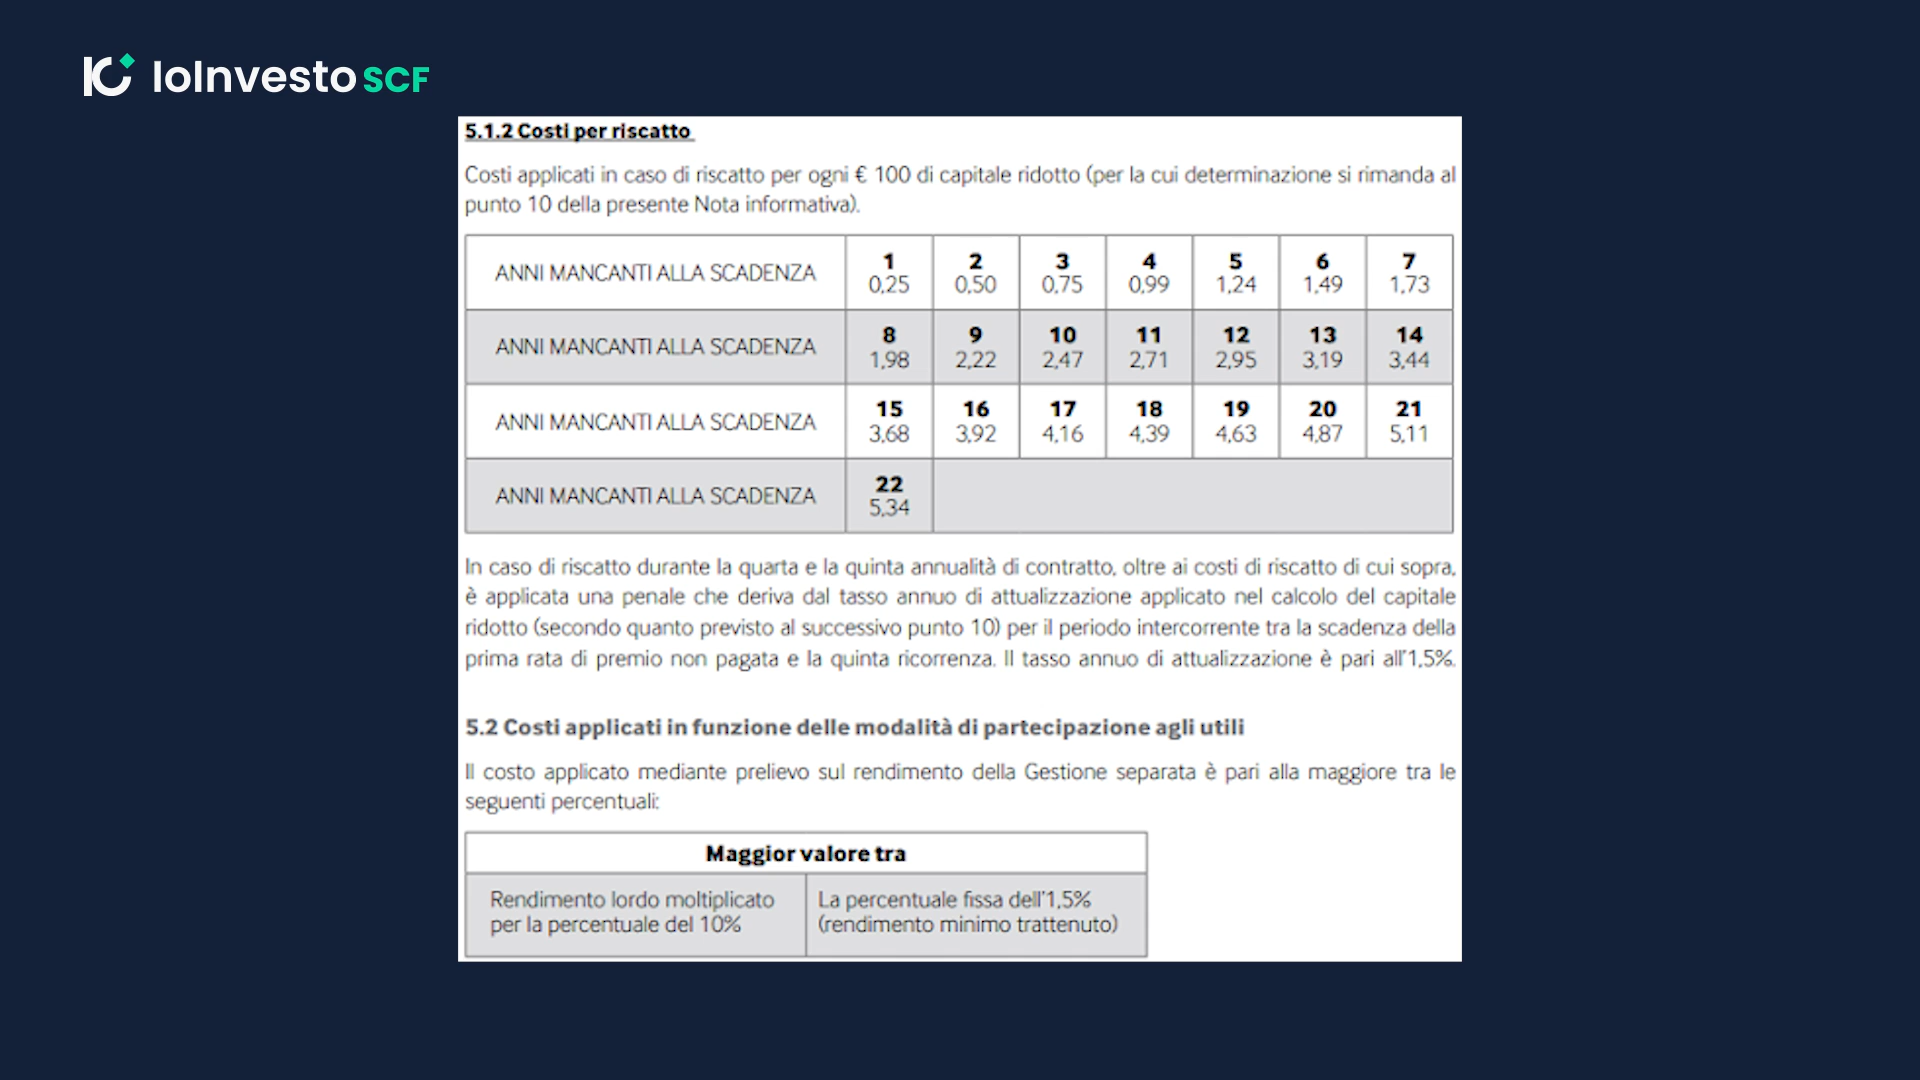 IoInvesto SCF
5.1.2 Costi per riscatto
Costi applicati in caso di riscatto per ogni € 100 di capitale ridotto (per la cui determinazione si rimanda al
punto 10 della presente Nota informativa).
ANNI MANCANTI ALLA SCADENZA 1 2 3 4 5 6 7
0,25 0,50 0,75 0,99 1,24 1,49 1,73
ANNI MANCANTI ALLA SCADENZA 8 9 10 11 12 13 14
1,98 2,22 2,47 2,71 2,95 3,19 3,44
ANNI MANCANTI ALLA SCADENZA 15 16 17 18 19 20 21
3,68 3,92 4,16 4,39 4,63 4,87 5,11
ANNI MANCANTI ALLA SCADENZA 22
5,34
In caso di riscatto durante la quarta e la quinta annualità di contratto, oltre ai costi di riscatto di cui sopra,
è applicata una penale che deriva dal tasso annuo di attualizzazione applicato nel calcolo del capitale
ridotto (secondo quanto previsto al successivo punto 10) per il periodo intercorrente tra la scadenza della
prima rata di premio non pagata e la quinta ricorrenza. Il tasso annuo di attualizzazione è pari all'1,5%.
5.2 Costi applicati in funzione delle modalità di partecipazione agli utili
Il costo applicato mediante prelievo sul rendimento della Gestione separata è pari alla maggiore tra le
seguenti percentuali:
Maggior valore tra
Rendimento lordo moltiplicato
per la percentuale del 10%
La percentuale fissa dell'1,5%
(rendimento minimo trattenuto)